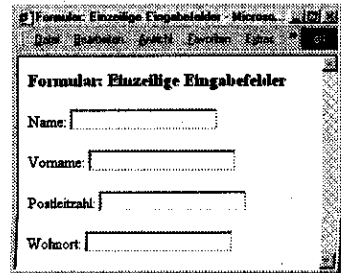 Formular: Einzeilige Eingabefelder - Microso...
Datei Bearbeiten Ansicht Favoriten Extras
Formular: Einzeilige Eingabefelder
Name:
Vorname:
Postleitzahl:
Wohnort: